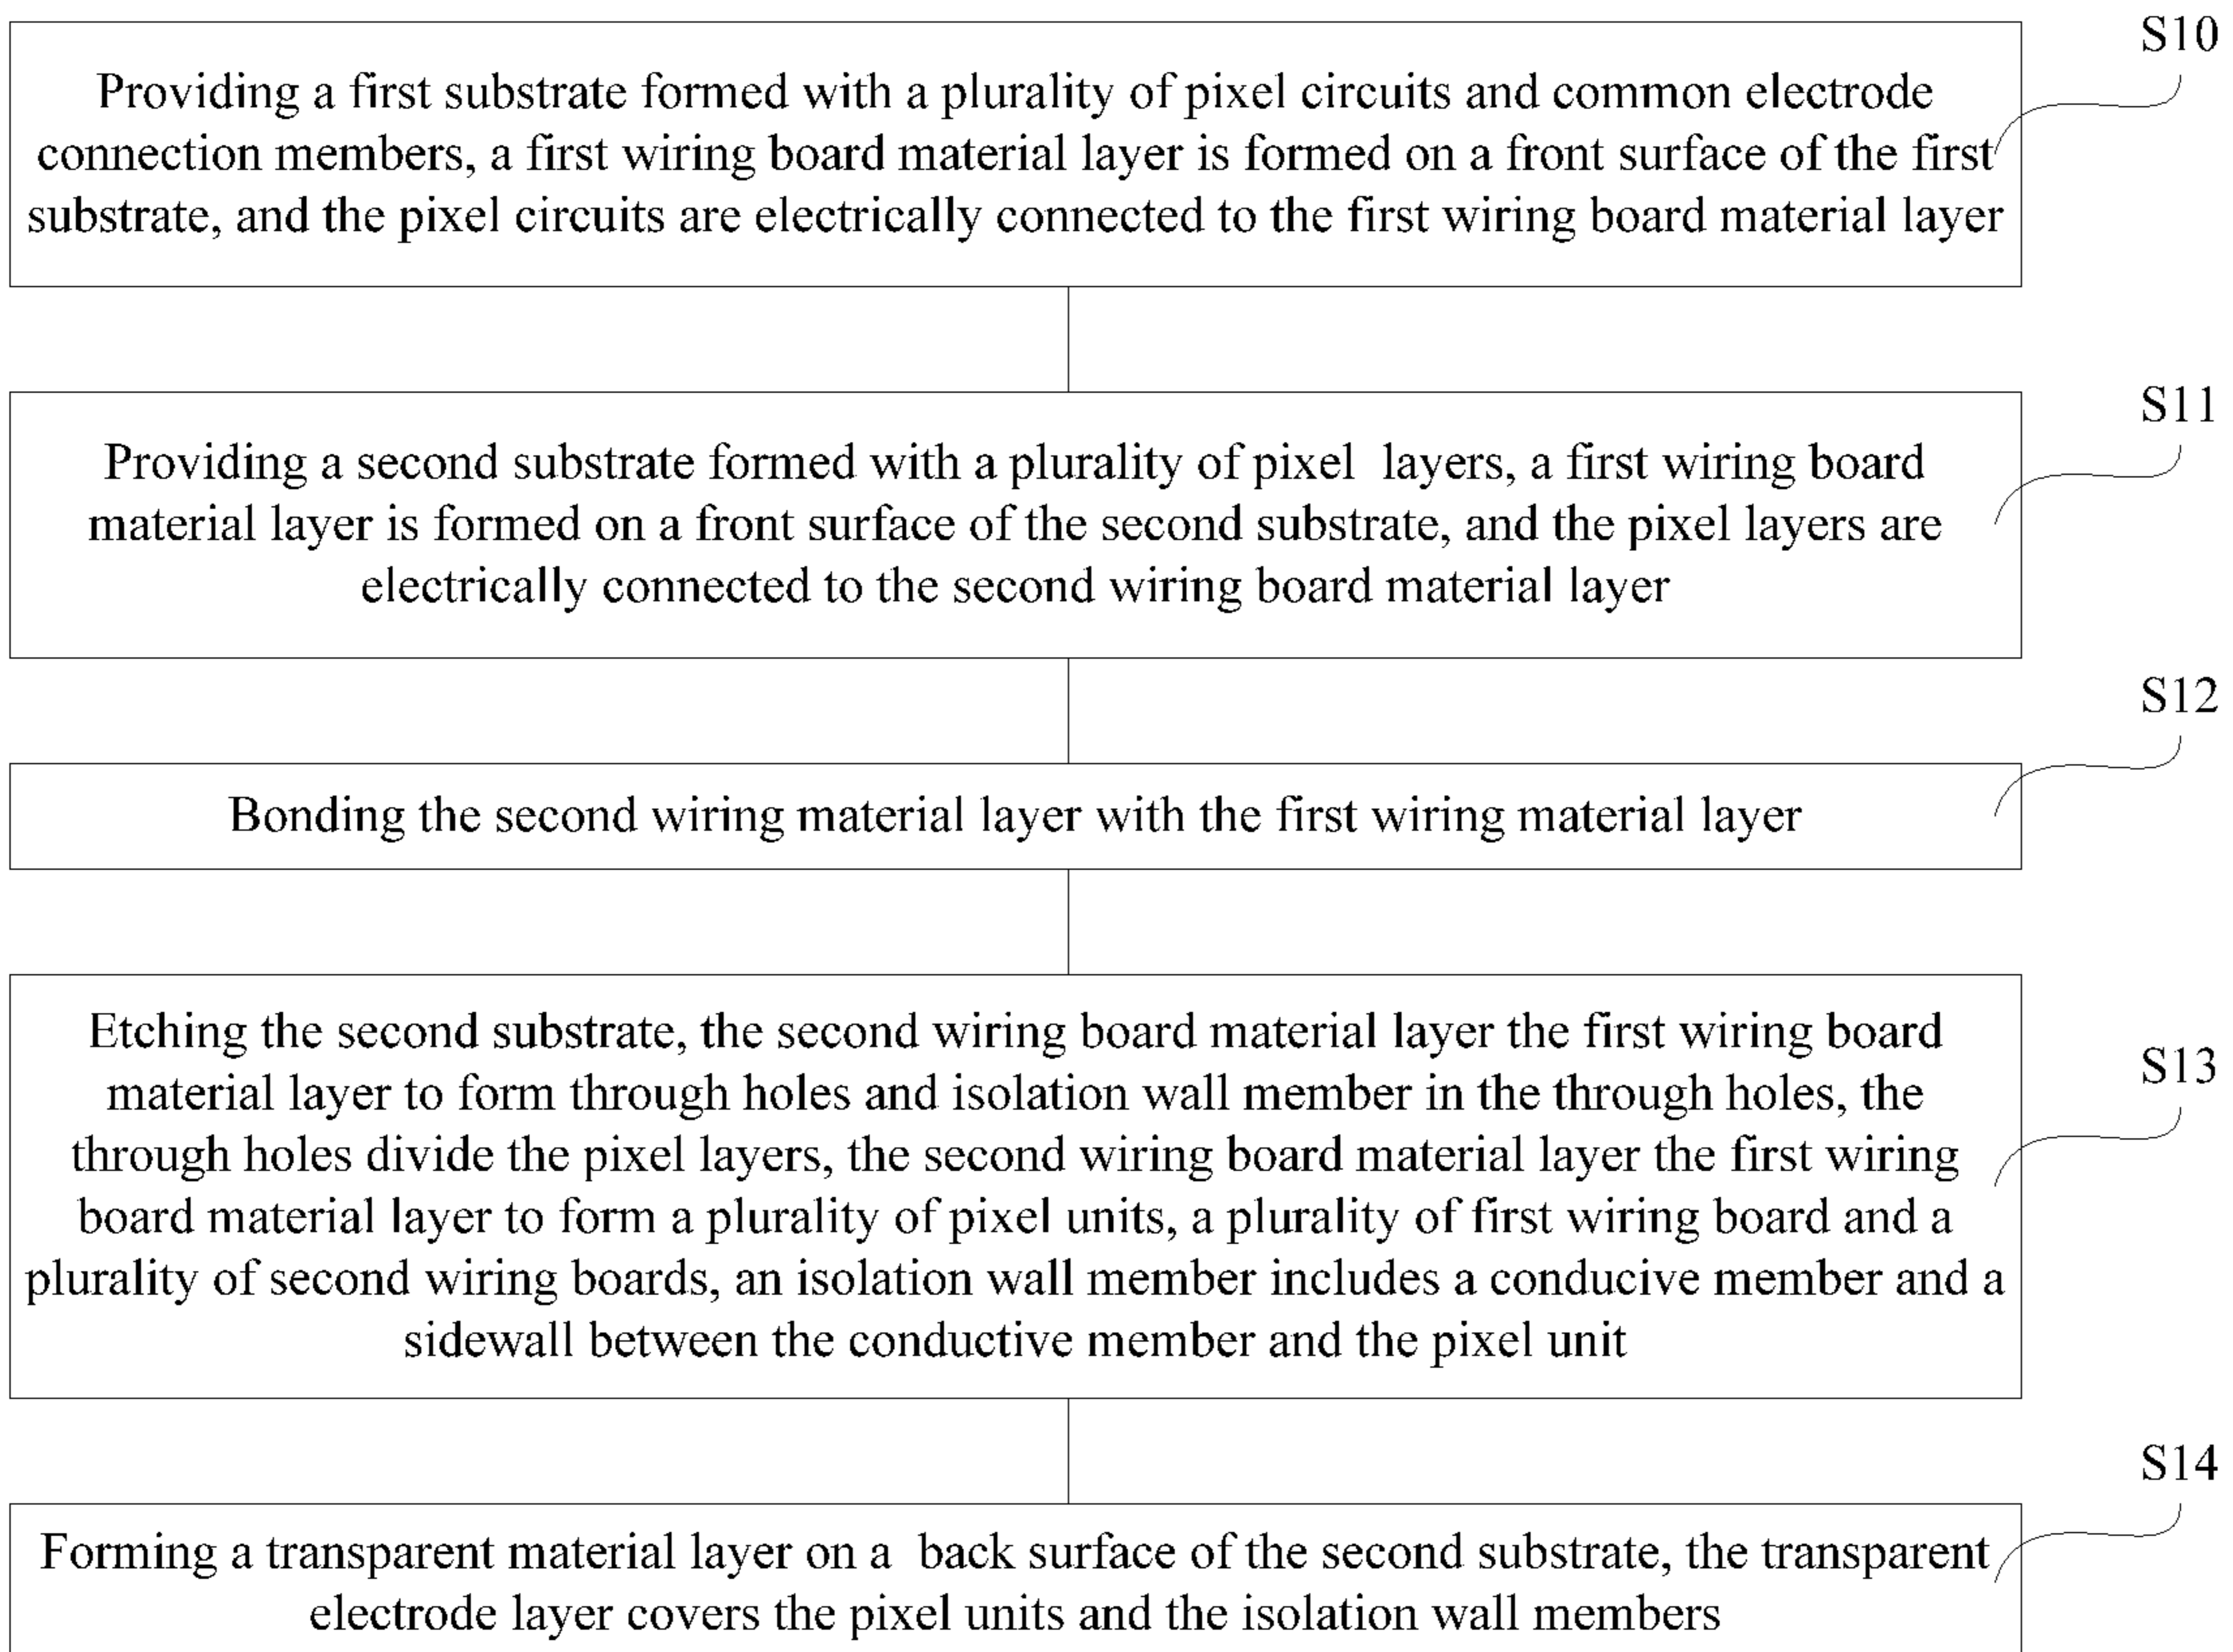 S10
Providing a first substrate formed with a plurality of pixel circuits and common electrode
connection members, a first wiring board material layer is formed on a front surface of the first
substrate, and the pixel circuits are electrically connected to the first wiring board material layer
S11
Providing a second substrate formed with a plurality of pixel layers, a first wiring board
material layer is formed on a front surface of the second substrate, and the pixel layers are
electrically connected to the second wiring board material layer
S12
Bonding the second wiring material layer with the first wiring material layer
S13
Etching the second substrate, the second wiring board material layer the first wiring board
material layer to form through holes and isolation wall member in the through holes, the
through holes divide the pixel layers, the second wiring board material layer the first wiring
board material layer to form a plurality of pixel units, a plurality of first wiring board and a
plurality of second wiring boards, an isolation wall member includes a conducive member and a
sidewall between the conductive member and the pixel unit
S14
Forming a transparent material layer on a back surface of the second substrate, the transparent
electrode layer covers the pixel units and the isolation wall members